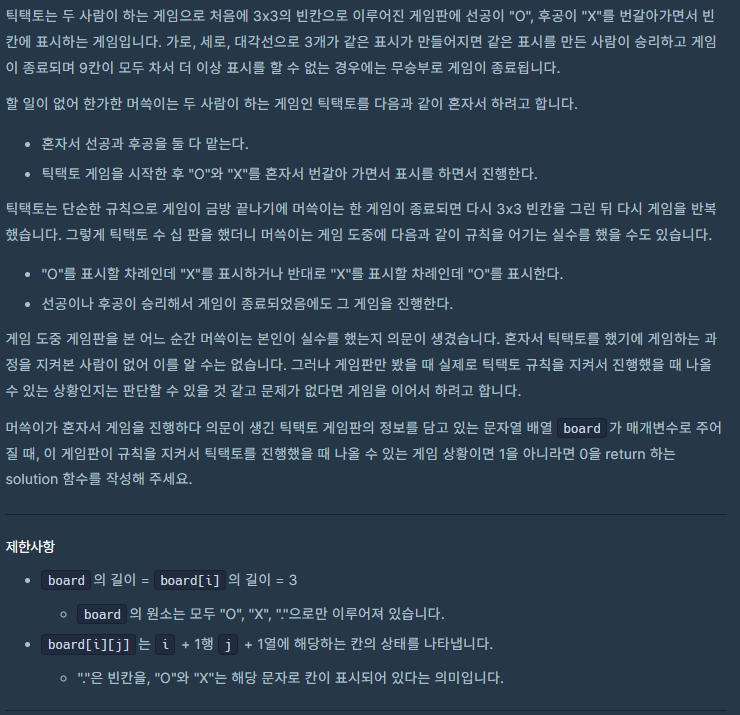 틱택토는 두 사람이 하는 게임으로 처음에 3x3의 빈칸으로 이루어진 게임판에 선공이 "O", 후공이 "X"를 번갈아가면서 빈
칸에 표시하는 게임입니다. 가로, 세로, 대각선으로 3개가 같은 표시가 만들어지면 같은 표시를 만든 사람이 승리하고 게임
이 종료되며 9칸이 모두 차서 더 이상 표시를 할 수 없는 경우에는 무승부로 게임이 종료됩니다.
할 일이 없어 한가한 머쓱이는 두 사람이 하는 게임인 틱택토를 다음과 같이 혼자서 하려고 합니다.
• 혼자서 선공과 후공을 둘 다 맡는다.
• 틱택토 게임을 시작한 후 "O"와 "X"를 혼자서 번갈아 가면서 표시를 하면서 진행한다.
틱택토는 단순한 규칙으로 게임이 금방 끝나기에 머쓱이는 한 게임이 종료되면 다시 3x3 빈칸을 그린 뒤 다시 게임을 반복
했습니다. 그렇게 틱택토 수 십 판을 했더니 머쓱이는 게임 도중에 다음과 같이 규칙을 어기는 실수를 했을 수도 있습니다.
• "O"를 표시할 차례인데 "X"를 표시하거나 반대로 "X"를 표시할 차례인데 "O"를 표시한다.
• 선공이나 후공이 승리해서 게임이 종료되었음에도 그 게임을 진행한다.
게임 도중 게임판을 본 어느 순간 머쓱이는 본인이 실수를 했는지 의문이 생겼습니다. 혼자서 틱택토를 했기에 게임하는 과
정을 지켜본 사람이 없어 이를 알 수는 없습니다. 그러나 게임판만 봤을 때 실제로 틱택토 규칙을 지켜서 진행했을 때 나올
수 있는 상황인지는 판단할 수 있을 것 같고 문제가 없다면 게임을 이어서 하려고 합니다.
머쓱이가 혼자서 게임을 진행하다 의문이 생긴 틱택토 게임판의 정보를 담고 있는 문자열 배열 board 가 매개변수로 주어
질 때, 이 게임판이 규칙을 지켜서 틱택토를 진행했을 때 나올 수 있는 게임 상황이면 1을 아니라면 0을 return 하는
solution 함수를 작성해 주세요.
제한사항
• board 의 길이 = board[i] 의 길이 = 3
◦ board 의 원소는 모두 "O", "X", "."으로만 이루어져 있습니다.
• board[i][j] 는 i + 1행 j + 1열에 해당하는 칸의 상태를 나타냅니다.
◦ "."은 빈칸을, "O"와 "X"는 해당 문자로 칸이 표시되어 있다는 의미입니다.